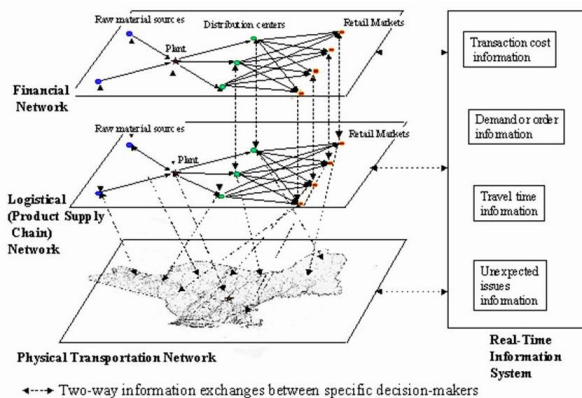 Raw material sources
Distribution centers
Retail Markets
Plant
Financial
Network
Raw material sources
Retail Markets
Plant
Logistical
(Product Supply
Chain)
Network
Physical Transportation Network
Transaction cost
information
Demand or order
information
Travel time
information
Unexpected
issues
information
Real-Time
Information
System
Two-way information exchanges between specific decision-makers